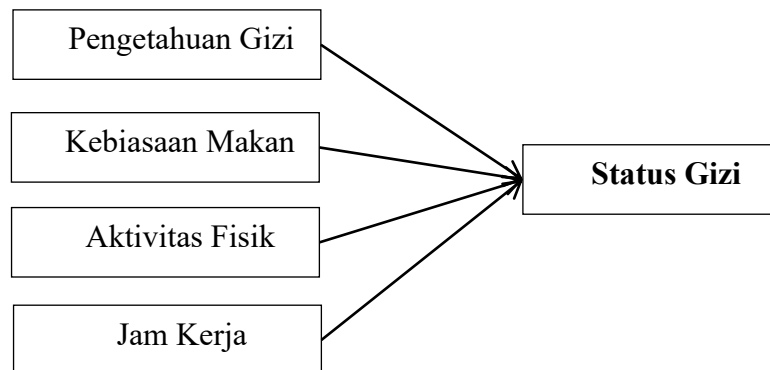 Pengetahuan Gizi
Kebiasaan Makan
Status Gizi
Aktivitas Fisik
Jam Kerja